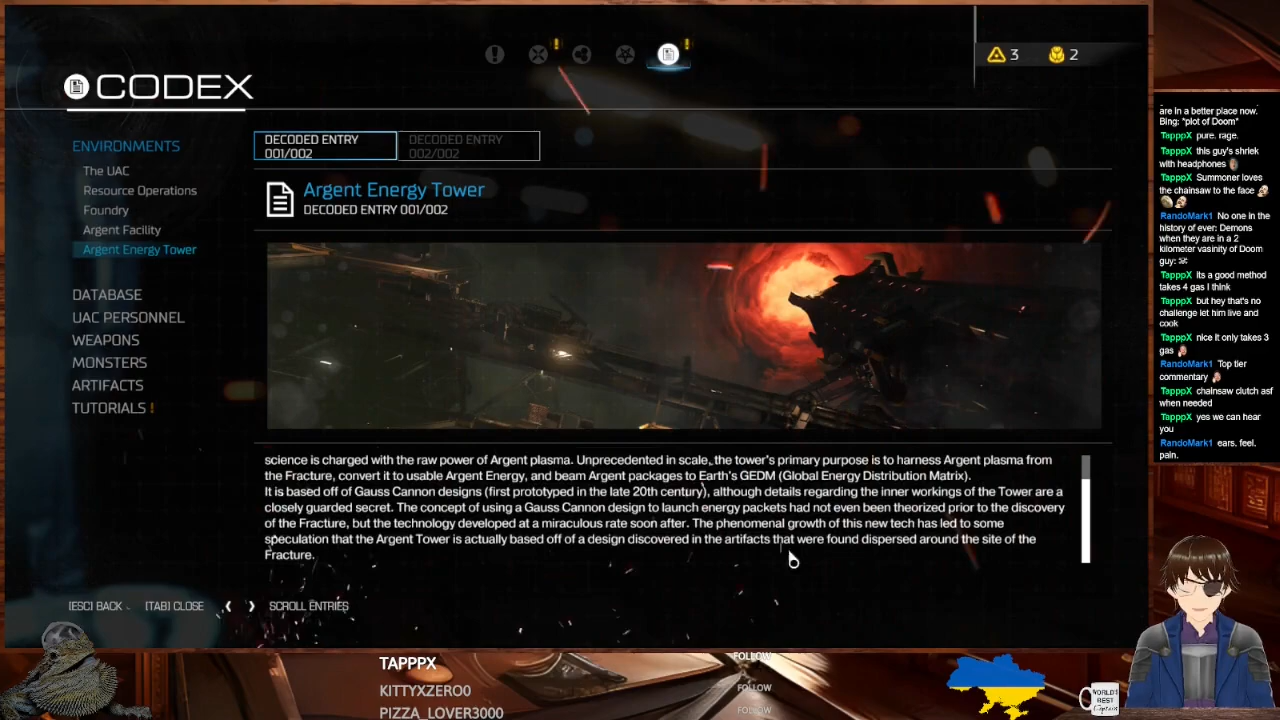 3
2
CODEX
ENVIRONMENTS
The UAC
Resource Operations
Foundry
Argent Facility
Argent Energy Tower
DATABASE
UAC PERSONNEL
WEAPONS
MONSTERS
ARTIFACTS
TUTORIALS !
DECODED ENTRY
001/002
DECODED ENTRY
002/002
Argent Energy Tower
DECODED ENTRY 001/002
science is charged with the raw power of Argent plasma. Unprecedented in scale, the tower's primary purpose is to harness Argent plasma from
the Fracture, convert it to usable Argent Energy, and beam Argent packages to Earth's GEDM (Global Energy Distribution Matrix).
It is based off of Gauss Cannon designs (first prototyped in the late 20th century), although details regarding the inner workings of the Tower are a
closely guarded secret. The concept of using a Gauss Cannon design to launch energy packets had not even been theorized prior to the discovery
of the Fracture, but the technology developed at a miraculous rate soon after. The phenomenal growth of this new tech has led to some
speculation that the Argent Tower is actually based off of a design discovered in the artifacts that were found dispersed around the site of the
Fracture.
[ESC] BACK
[TAB] CLOSE
SCROLL ENTRIES
are in a better place now.
Bing: "plot of Doom"
TapppX pure. rage.
TapppX this guy's shriek
with headphones
TapppX Summoner loves
the chainsaw to the face
RandoMark1 No one in the
history of ever: Demons
when they are in a 2
kilometer vasinity of Doom
guy:
TapppX Its a good method
takes 4 gas I think
TapppX but hey that's no
challenge let him live and
cook
TapppX nice it only takes 3
gas
RandoMark1 Top tier
commentary
TapppX chainsaw clutch asf
when needed
TapppX yes we can hear
you
RandoMark1 ears. feel.
pain.
TAPPPX
FOLLOW
KITTYXZERO0
FOLLOW
PIZZA_LOVER3000
FOLLOW
WORLD'S
BEST
Captain